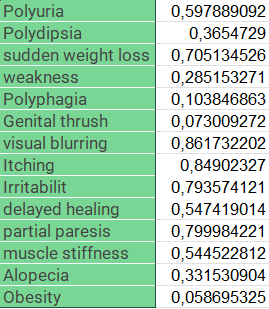 Polyuria 0,597889092
Polydipsia 0,3654729
sudden weight loss 0,705134526
weakness 0,285153271
Polyphagia 0,103846863
Genital thrush 0,073009272
visual blurring 0,861732202
Itching 0,84902327
Irritabilit 0,793574121
delayed healing 0,547419014
partial paresis 0,799984221
muscle stiffness 0,544522812
Alopecia 0,331530904
Obesity 0,058695325